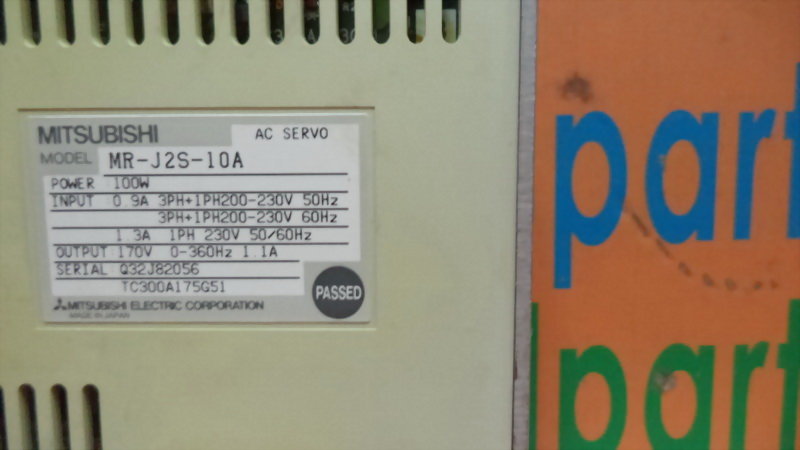 MITSUBISHI
AC SERVO
MODEL MR-J2S-10A
POWER 100W
INPUT 0.9A 3PH+1PH200-230V 50Hz
3PH+1PH200-230V 60Hz
1.3A 1PH 230V 50/60Hz
OUTPUT 170V 0-360Hz 1.1A
SERIAL Q32J82056
TC300A175G51
PASSED
MITSUBISHI ELECTRIC CORPORATION
MADE IN JAPAN
part
part